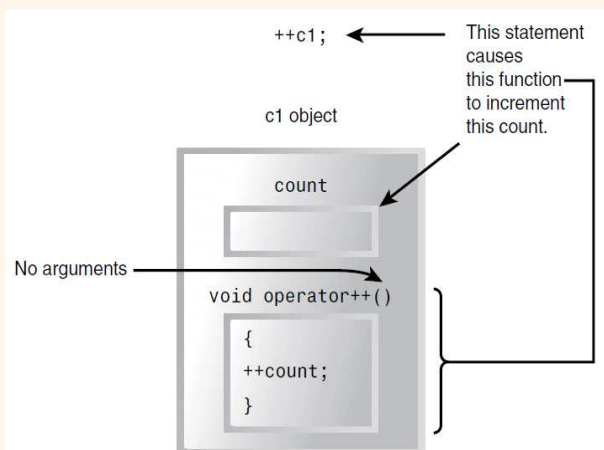 ++c1;
This statement
causes
this function
to increment
this count.
c1 object
count
No arguments
void operator++()
{
++count;
}